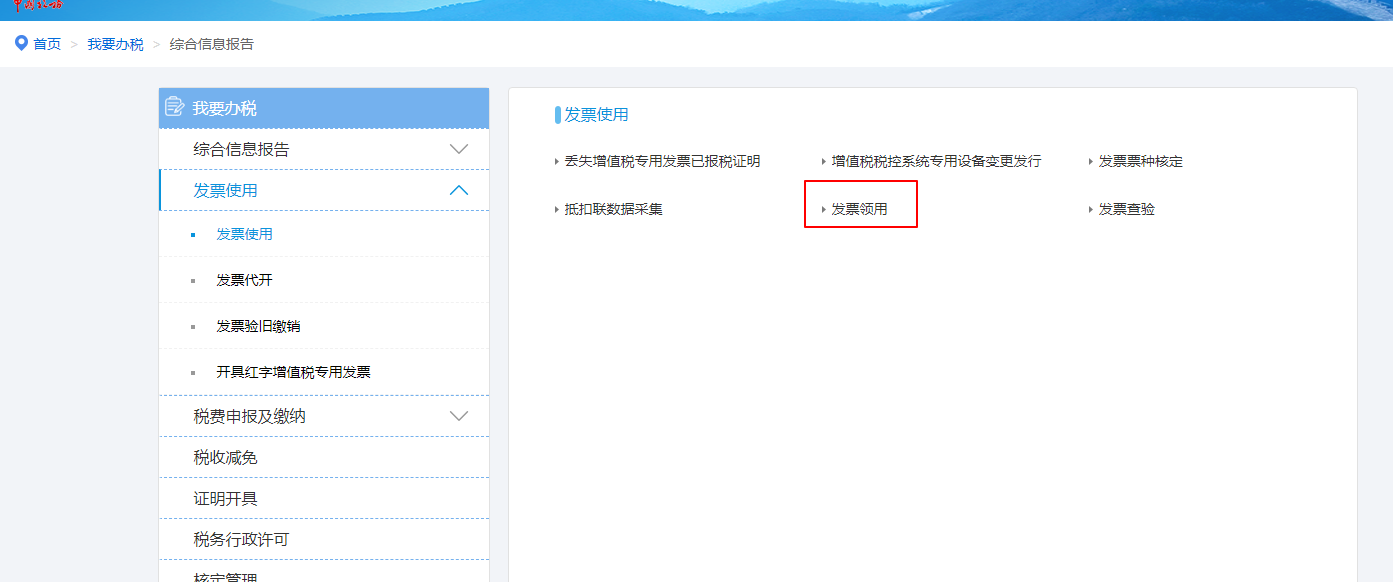 首页 > 我要办税 > 综合信息报告
我要办税
综合信息报告
发票使用
发票使用
发票代开
发票验旧缴销
开具红字增值税专用发票
税费申报及缴纳
税收减免
证明开具
税务行政许可
核定管理
发票使用
丢失增值税专用发票已报税证明
增值税税控系统专用设备变更发行
发票票种核定
抵扣联数据采集
发票领用
发票查验